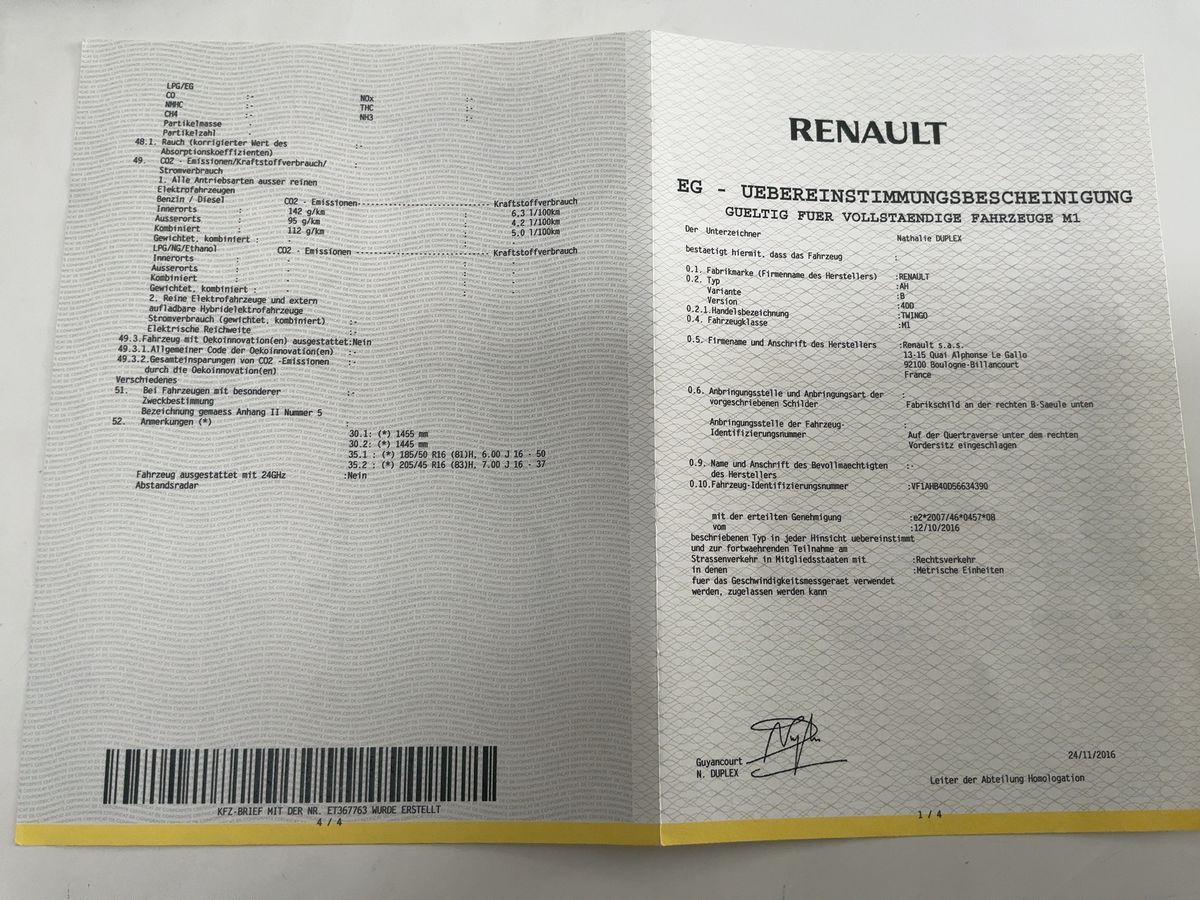 LPG/EG
CO :- NOx :-
NMHC :- THC :-
CH4 :- NH3 :-
Partikelmasse :
Partikelzahl :
48.1. Rauch (korrigierter Wert des :-
Absorptionskoeffizienten)
49. CO2 - Emissionen/Kraftstoffverbrauch/ :
Stromverbrauch
1. Alle Antriebsarten ausser reinen
Elektrofahrzeugen
Benzin / Diesel CO2 - Emissionen------------------------------Kraftstoffverbrauch
Innerorts : 142 g/km : 6,3 l/100km
Ausserorts : 95 g/km : 4,2 l/100km
Kombiniert : 112 g/km : 5,0 l/100km
Gewichtet, kombiniert : :
LPG/NG/Ethanol CO2 - Emissionen ------------------------------Kraftstoffverbrauch
Innerorts : :
Ausserorts : :
Kombiniert : :
Gewichtet, kombiniert : :
2. Reine Elektrofahrzeuge und extern
aufladbare Hybridelektrofahrzeuge
Stromverbrauch (gewichtet, kombiniert) :-
Elektrische Reichweite :-
49.3.Fahrzeug mit Oekoinnovation(en) ausgestattet:Nein
49.3.1.Allgemeiner Code der Oekoinnovation(en) :-
49.3.2.Gesamteinsparungen von CO2 -Emissionen :-
durch die Oekoinnovation(en)
Verschiedenes
51. Bei Fahrzeugen mit besonderer :-
Zweckbestimmung
Bezeichnung gemaess Anhang II Nummer 5
52. Anmerkungen (*) :
30.1: (*) 1455 mm
30.2: (*) 1445 mm
35.1 : (*) 185/50 R16 (81)H, 6.00 J 16 - 50
35.2 : (*) 205/45 R16 (83)H, 7.00 J 16 - 37
Fahrzeug ausgestattet mit 24GHz :Nein
Abstandsradar
KFZ-BRIEF MIT DER NR. ET367763 WURDE ERSTELLT
4 / 4
RENAULT
EG - UEBEREINSTIMMUNGSBESCHEINIGUNG
GUELTIG FUER VOLLSTAENDIGE FAHRZEUGE M1
Der Unterzeichner Nathalie DUPLEX
bestaetigt hiermit, dass das Fahrzeug :
0.1. Fabrikmarke (Firmenname des Herstellers) :RENAULT
0.2. Typ :AH
Variante :B
Version :40D
0.2.1.Handelsbezeichnung :TWINGO
0.4. Fahrzeugklasse :M1
0.5. Firmenname und Anschrift des Herstellers :Renault s.a.s.
13-15 Quai Alphonse Le Gallo
92100 Boulogne-Billancourt
France
0.6. Anbringungsstelle und Anbringungsart der :
vorgeschriebenen Schilder Fabrikschild an der rechten B-Saeule unten
Anbringungsstelle der Fahrzeug- :
Identifizierungsnummer Auf der Quertraverse unter dem rechten
Vordersitz eingeschlagen
0.9. Name und Anschrift des Bevollmaechtigten :-
des Herstellers
0.10.Fahrzeug-Identifizierungsnummer :VF1AHB40D56634390
mit der erteilten Genehmigung :e2*2007/46*0457*08
vom :12/10/2016
beschriebenen Typ in jeder Hinsicht uebereinstimmt
und zur fortwaehrenden Teilnahme am
Strassenverkehr in Mitgliedsstaaten mit :Rechtsverkehr
in denen :Metrische Einheiten
fuer das Geschwindigkeitsmessgeraet verwendet
werden, zugelassen werden kann
Guyancourt 24/11/2016
N. DUPLEX Leiter der Abteilung Homologation
1 / 4